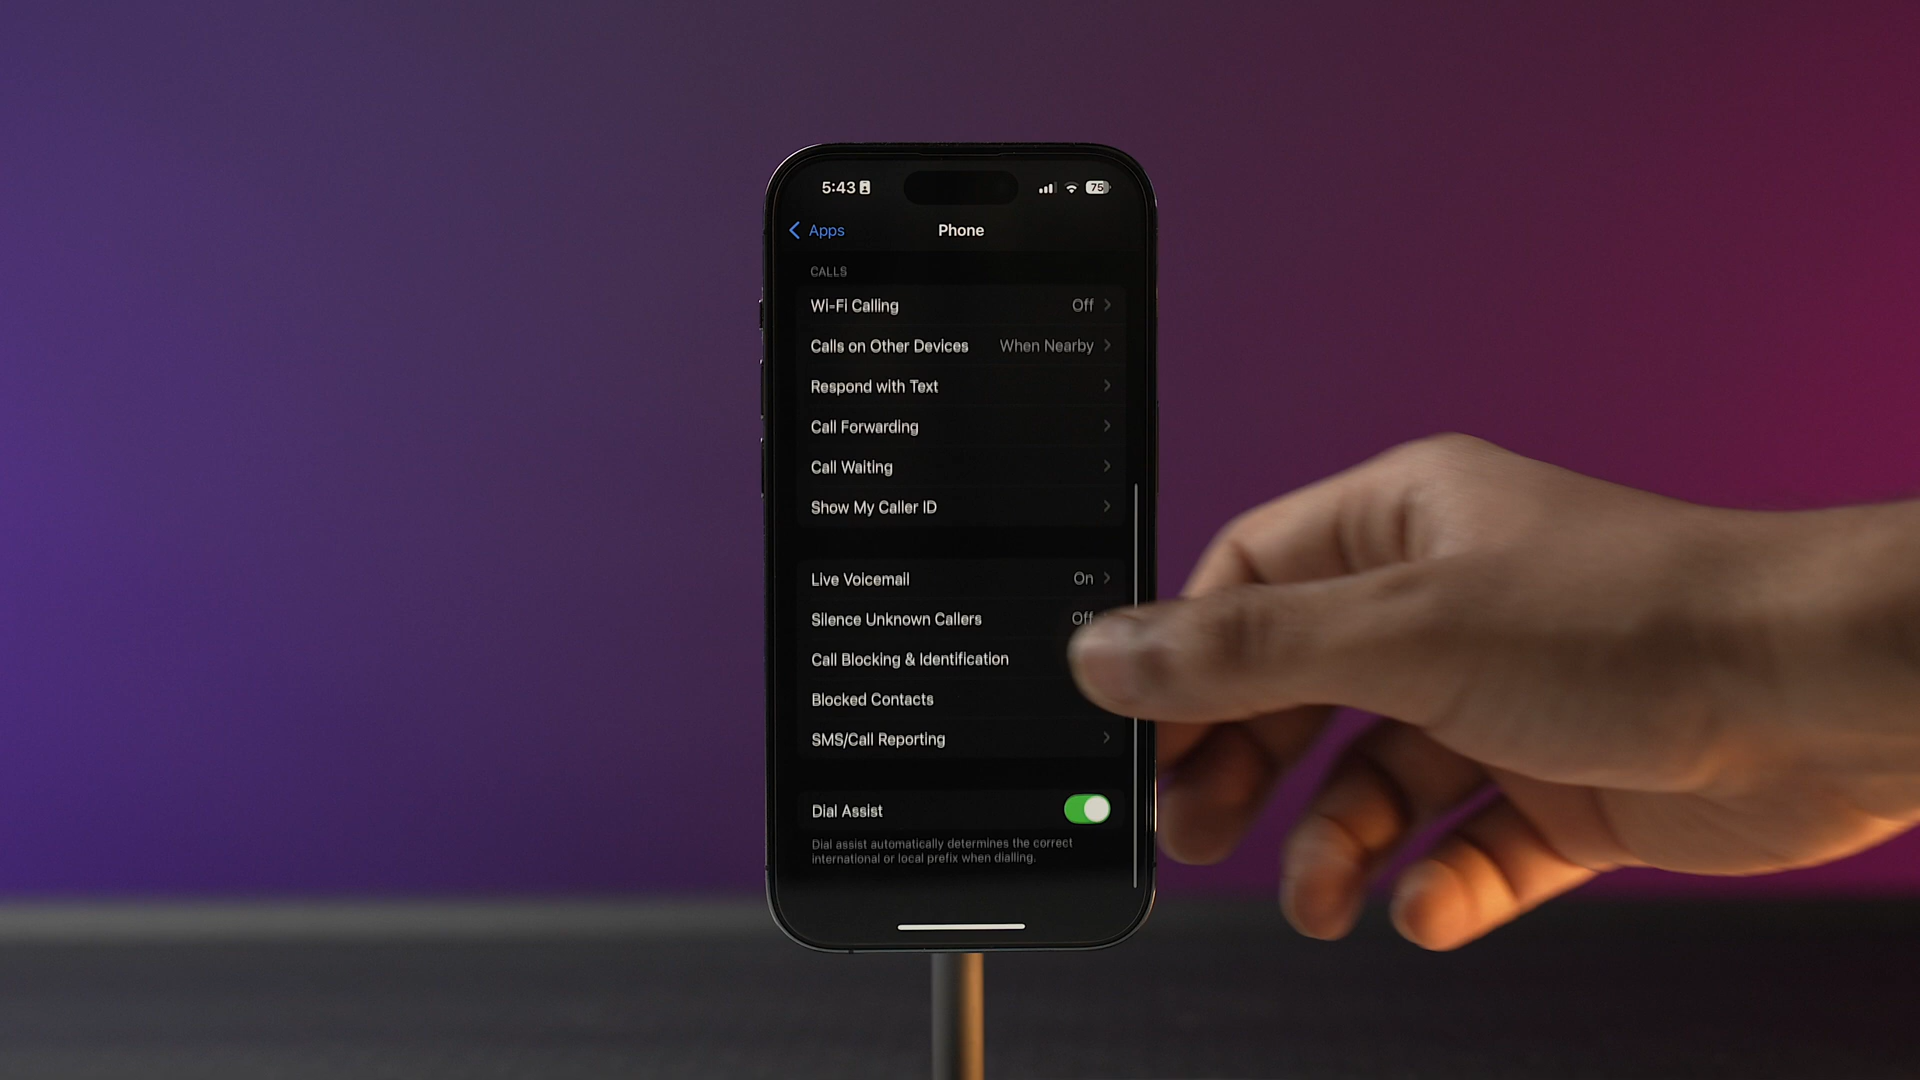 5:43
75
Apps
Phone
CALLS
Wi-Fi Calling Off
Calls on Other Devices When Nearby
Respond with Text
Call Forwarding
Call Waiting
Show My Caller ID
Live Voicemail On
Silence Unknown Callers Off
Call Blocking & Identification
Blocked Contacts
SMS/Call Reporting
Dial Assist
Dial assist automatically determines the correct
international or local prefix when dialling.